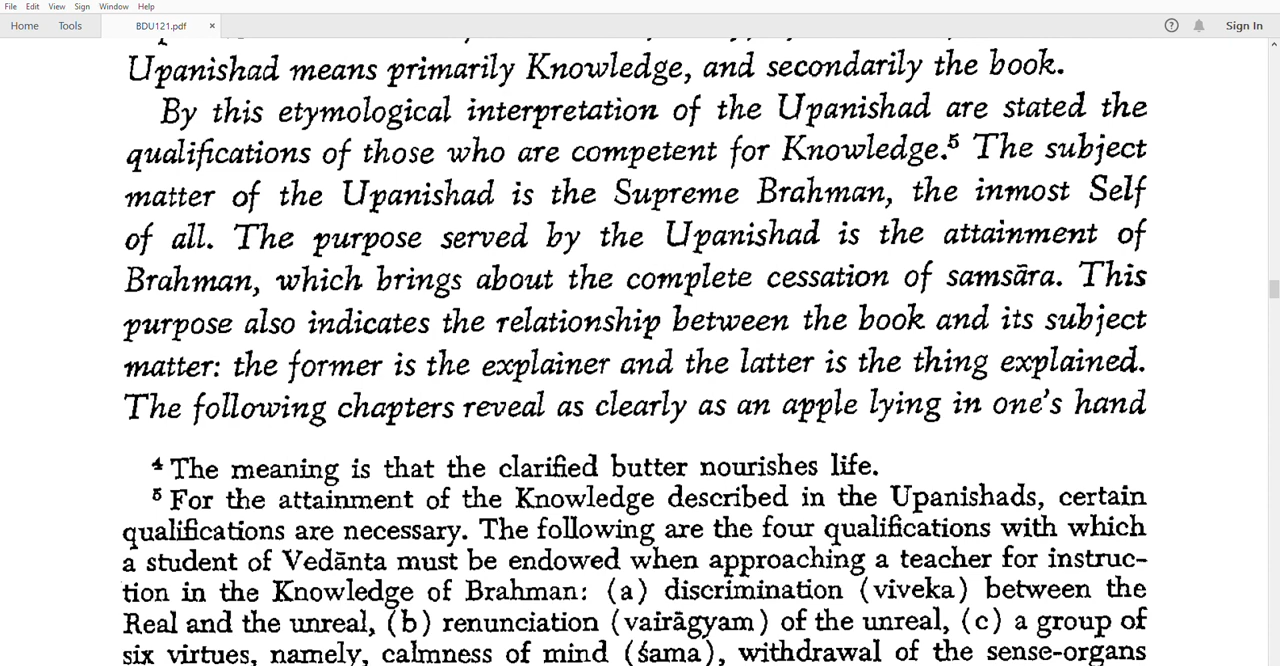 File Edit View Sign Window Help
Home Tools BDU121.pdf × ? Sign In
Upanishad means primarily Knowledge, and secondarily the book.
By this etymological interpretation of the Upanishad are stated the
qualifications of those who are competent for Knowledge.⁵ The subject
matter of the Upanishad is the Supreme Brahman, the inmost Self
of all. The purpose served by the Upanishad is the attainment of
Brahman, which brings about the complete cessation of samsāra. This
purpose also indicates the relationship between the book and its subject
matter: the former is the explainer and the latter is the thing explained.
The following chapters reveal as clearly as an apple lying in one's hand
⁴ The meaning is that the clarified butter nourishes life.
⁵ For the attainment of the Knowledge described in the Upanishads, certain
qualifications are necessary. The following are the four qualifications with which
a student of Vedānta must be endowed when approaching a teacher for instruc-
tion in the Knowledge of Brahman: (a) discrimination (viveka) between the
Real and the unreal, (b) renunciation (vairāgyam) of the unreal, (c) a group of
six virtues, namely, calmness of mind (śama), withdrawal of the sense-organs